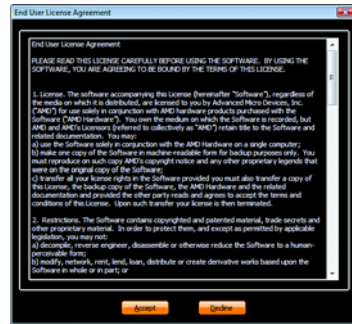 End User License Agreement
End User License Agreement
PLEASE READ THIS LICENSE CAREFULLY BEFORE USING THE SOFTWARE. BY USING THE
SOFTWARE, YOU ARE AGREEING TO BE BOUND BY THE TERMS OF THIS LICENSE.
1. License. The software accompanying this License (hereinafter "Software"), regardless of
the media on which it is distributed, are licensed to you by Advanced Micro Devices, Inc.
("AMD") for use solely in conjunction with AMD hardware products purchased with the
Software ("AMD Hardware"). You own the medium on which the Software is recorded, but
AMD and AMD's Licensors (referred to collectively as "AMD") retain title to the Software and
related documentation. You may:
a) use the Software solely in conjunction with the AMD Hardware on a single computer;
b) make one copy of the Software in machine-readable form for backup purposes only. You
must reproduce on such copy AMD's copyright notice and any other proprietary legends that
were on the original copy of the Software;
c) transfer all your license rights in the Software provided you must also transfer a copy of
this License, the backup copy of the Software, the AMD Hardware and the related
documentation and provided the other party reads and agrees to accept the terms and
conditions of this License. Upon such transfer your license is then terminated.
2. Restrictions. The Software contains copyrighted and patented material, trade secrets and
other proprietary material. In order to protect them, and except as permitted by applicable
legislation, you may not:
a) decompile, reverse engineer, disassemble or otherwise reduce the Software to a human-
perceivable form;
b) modify, network, rent, lend, loan, distribute or create derivative works based upon the
Software in whole or in part; or
Accept Decline